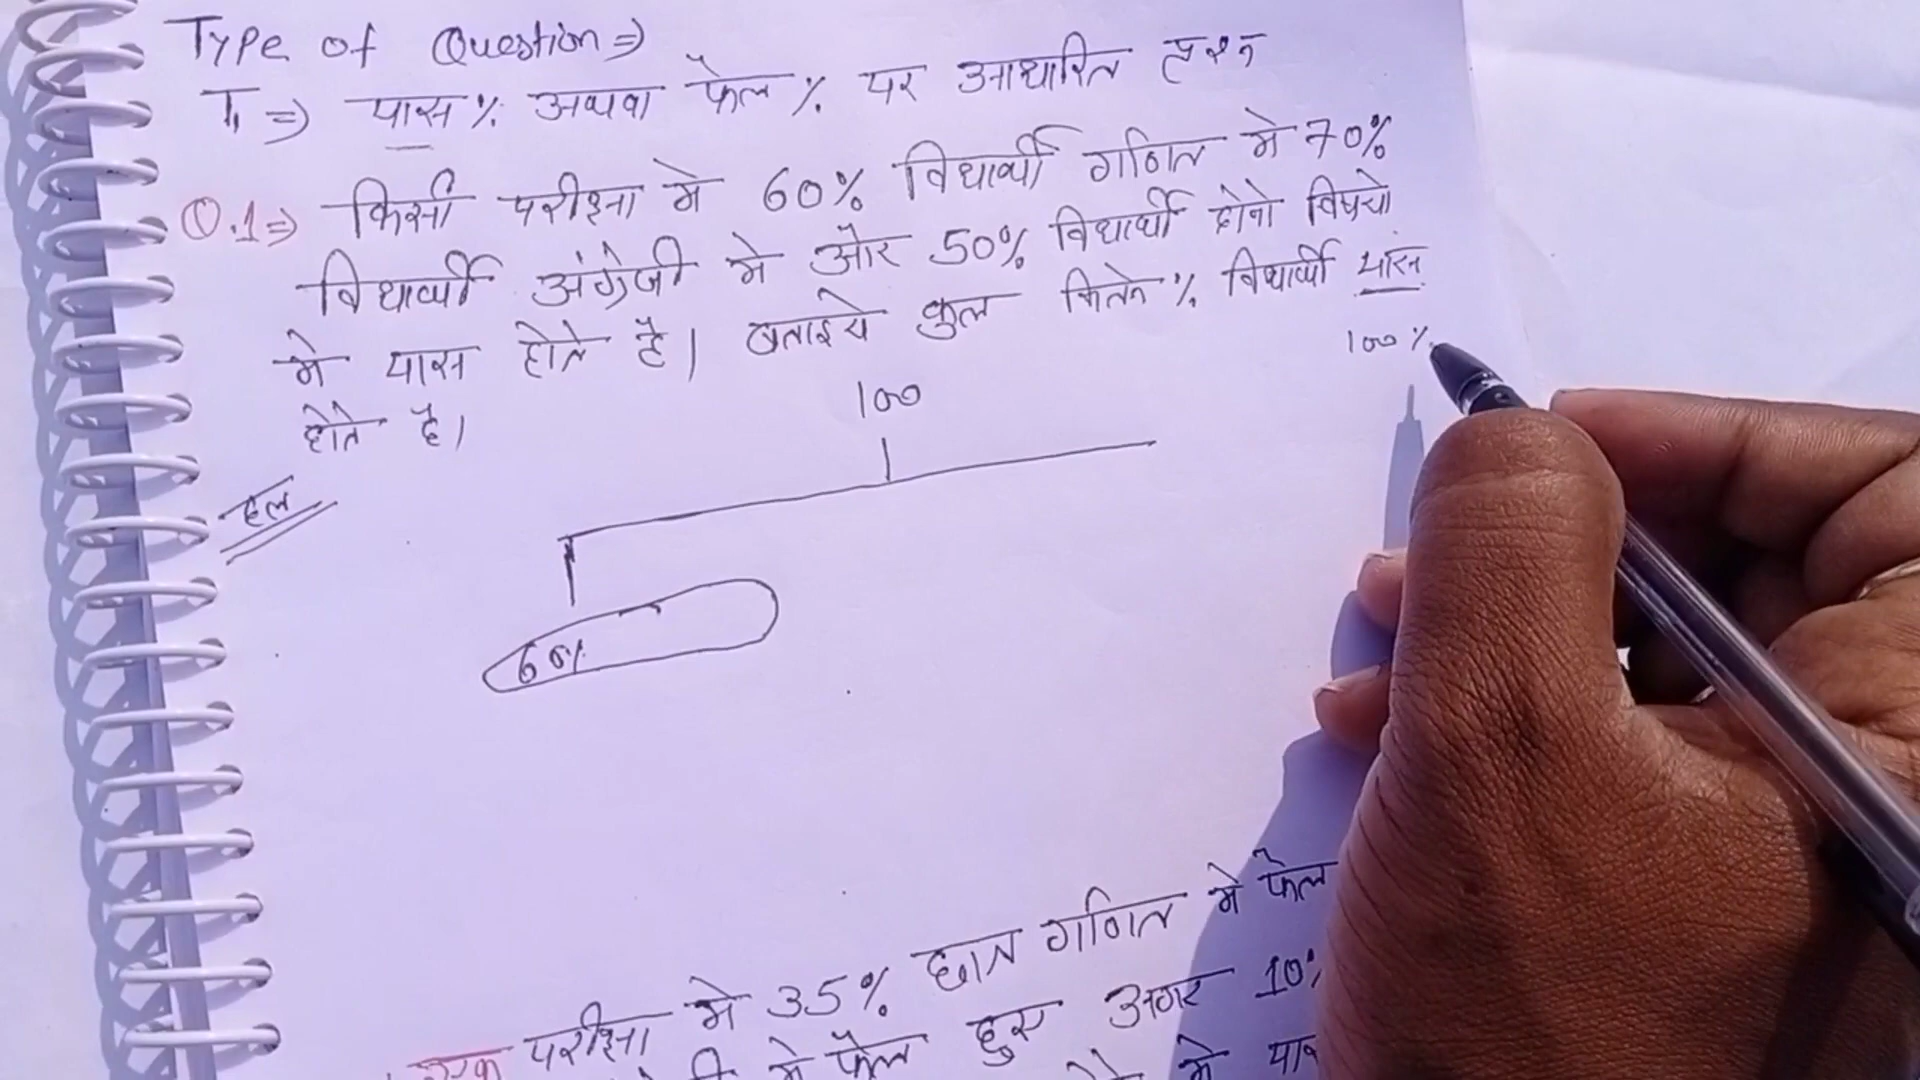 Type of Question ⇒
T₁ ⇒ पास % अथवा फेल % पर आधारित प्रश्न
Q.1 ⇒ किसी परीक्षा मे 60% विद्यार्थी गणित मे 70%
विद्यार्थी अंग्रेजी मे और 50% विद्यार्थी दोनो विषयो
मे पास होते है। बताइये कुल कितने % विद्यार्थी पास
होते है।
100%
100
हल
60%
एक परीक्षा मे 35% छात्र गणित मे फेल
मे फेल हुए अगर 10%
मे